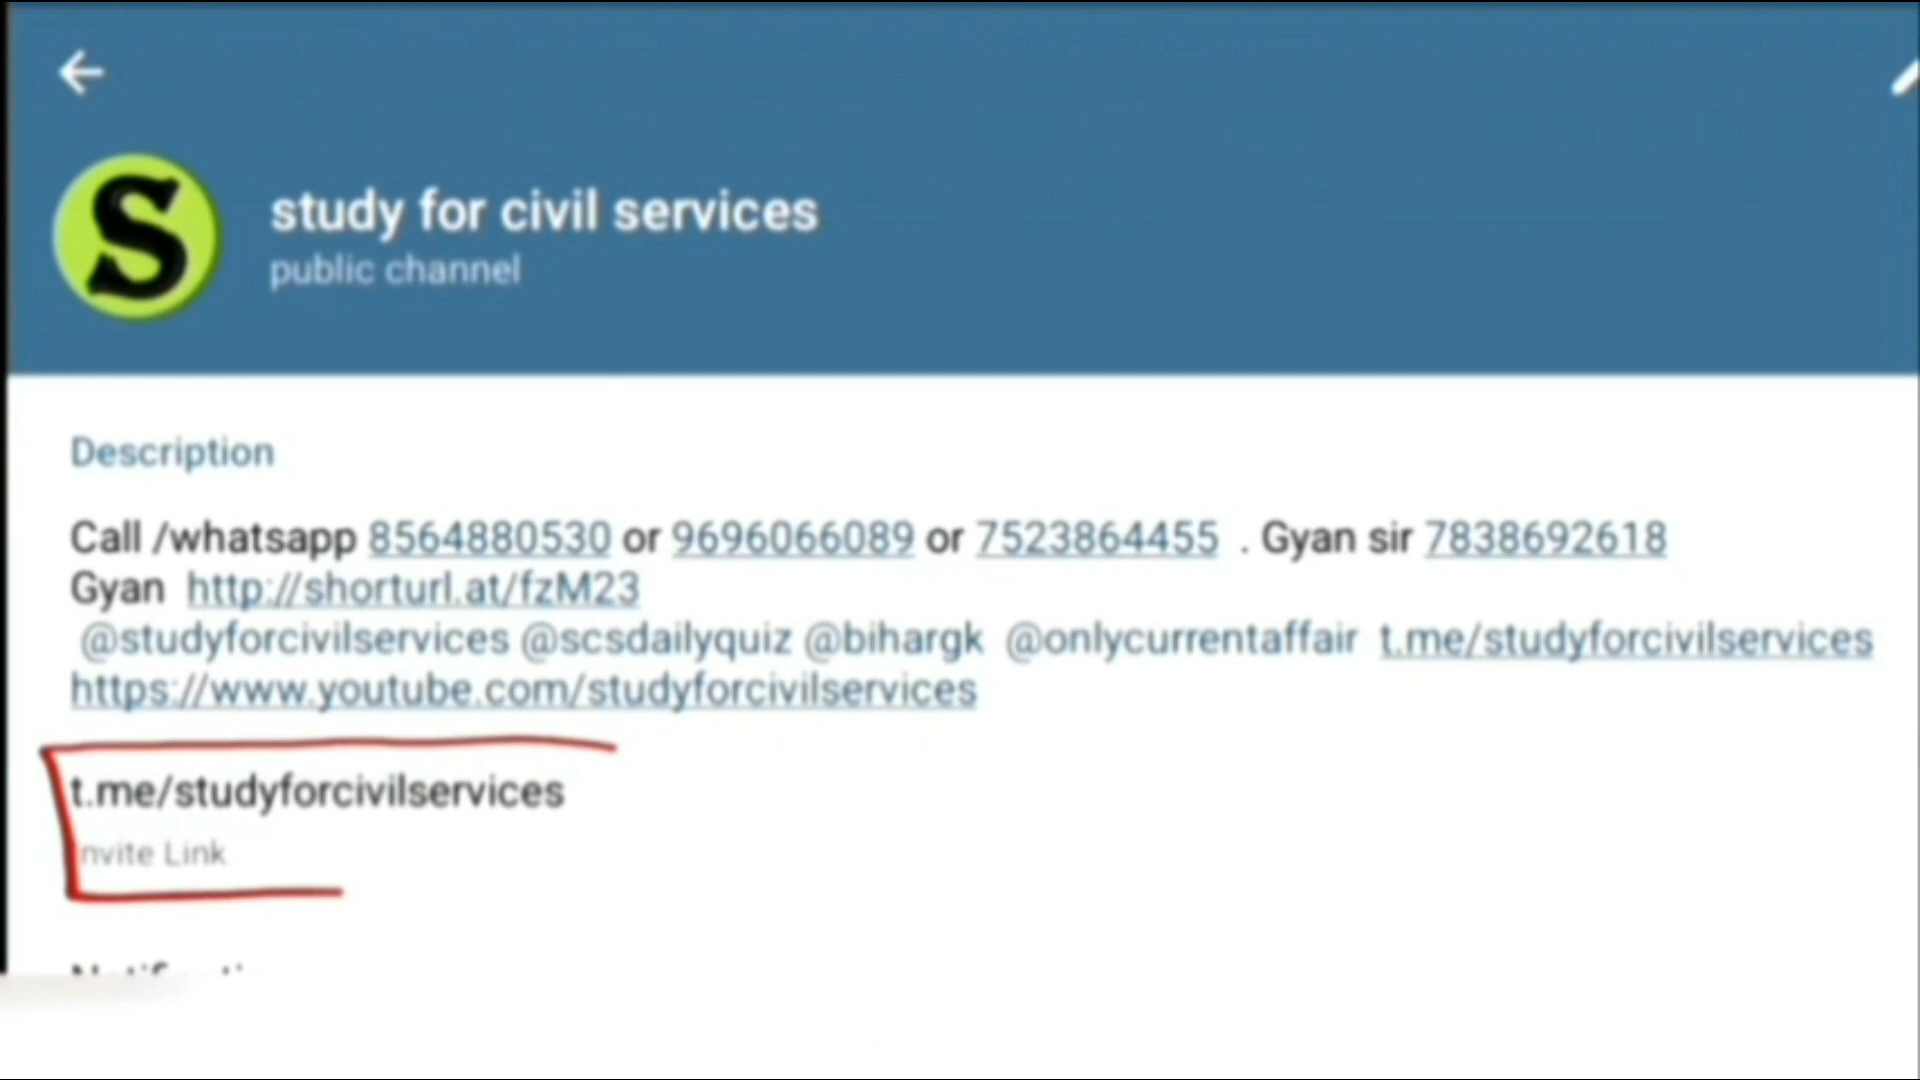 S
study for civil services
public channel
Description
Call /whatsapp 8564880530 or 9696066089 or 7523864455 . Gyan sir 7838692618
Gyan http://shorturl.at/fzM23
@studyforcivilservices @scsdailyquiz @bihargk @onlycurrentaffair t.me/studyforcivilservices
https://www.youtube.com/studyforcivilservices
t.me/studyforcivilservices
nvite Link